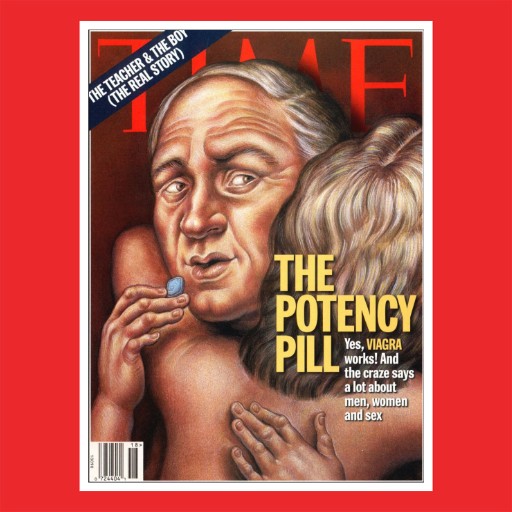 THE TEACHER & THE BOY
(THE REAL STORY)
TIME
THE
POTENCY
PILL
Yes, VIAGRA
works! And
the craze says
a lot about
men, women
and sex
18